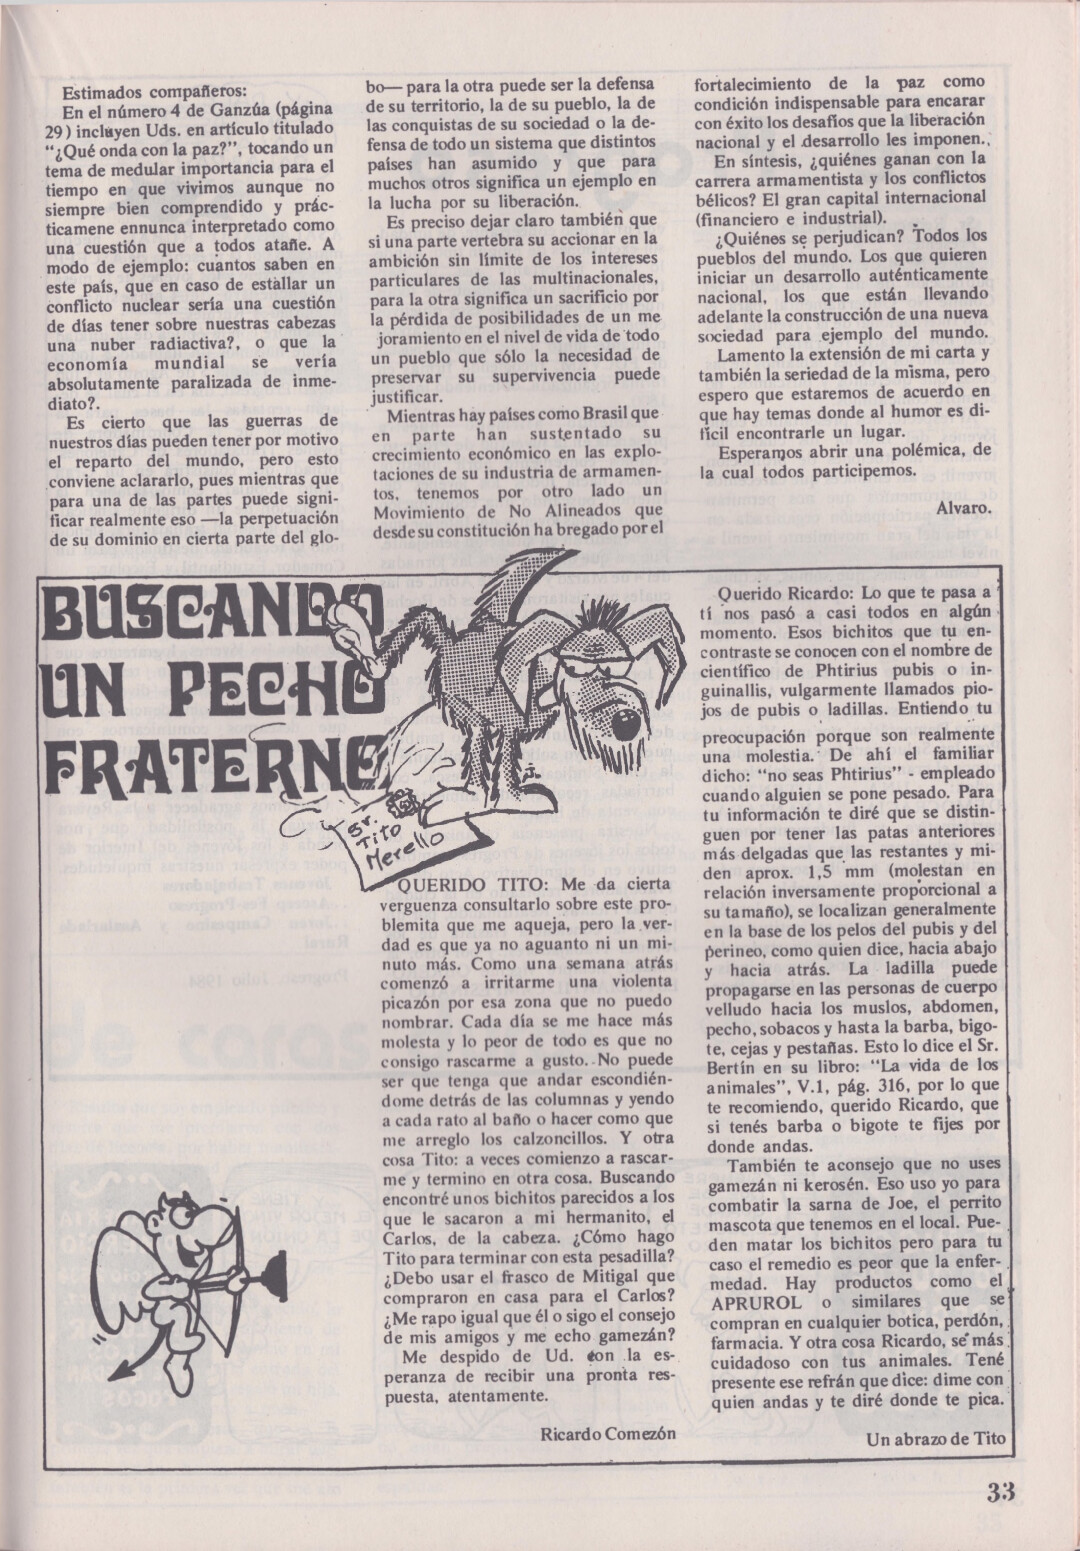 Estimados compañeros:
En el número 4 de Ganzúa (página
29) incluyen Uds. en artículo titulado
“¿Qué onda con la paz?”, tocando un
tema de medular importancia para el
tiempo en que vivimos aunque no
siempre bien comprendido y prác-
ticamene ennunca interpretado como
una cuestión que a todos atañe. A
modo de ejemplo: cuantos saben en
este país, que en caso de estallar un
conflicto nuclear sería una cuestión
de días tener sobre nuestras cabezas
una nuber radiactiva?, o que la
economía mundial se vería
absolutamente paralizada de inme-
diato?.
Es cierto que las guerras de
nuestros días pueden tener por motivo
el reparto del mundo, pero esto
conviene aclararlo, pues mientras que
para una de las partes puede signi-
ficar realmente eso —la perpetuación
de su dominio en cierta parte del glo-
bo— para la otra puede ser la defensa
de su territorio, la de su pueblo, la de
las conquistas de su sociedad o la de-
fensa de todo un sistema que distintos
países han asumido y que para
muchos otros significa un ejemplo en
la lucha por su liberación.
Es preciso dejar claro también que
si una parte vertebra su accionar en la
ambición sin límite de los intereses
particulares de las multinacionales,
para la otra significa un sacrificio por
la pérdida de posibilidades de un me
joramiento en el nivel de vida de todo
un pueblo que sólo la necesidad de
preservar su supervivencia puede
justificar.
Mientras hay países como Brasil que
en parte han sustentado su
crecimiento económico en las explo-
taciones de su industria de armamen-
tos, tenemos por otro lado un
Movimiento de No Alineados que
desde su constitución ha bregado por el
fortalecimiento de la paz como
condición indispensable para encarar
con éxito los desafíos que la liberación
nacional y el desarrollo les imponen.
En síntesis, ¿quiénes ganan con la
carrera armamentista y los conflictos
bélicos? El gran capital internacional
(financiero e industrial).
¿Quiénes se perjudican? Todos los
pueblos del mundo. Los que quieren
iniciar un desarrollo auténticamente
nacional, los que están llevando
adelante la construcción de una nueva
sociedad para ejemplo del mundo.
Lamento la extensión de mi carta y
también la seriedad de la misma, pero
espero que estaremos de acuerdo en
que hay temas donde al humor es di-
fícil encontrarle un lugar.
Esperamos abrir una polémica, de
la cual todos participemos.
Alvaro.
BUSCANDO
UN PECHO
FRATERNO
Sr.
Tito
Merello
QUERIDO TITO: Me da cierta
verguenza consultarlo sobre este pro-
blemita que me aqueja, pero la ver-
dad es que ya no aguanto ni un mi-
nuto más. Como una semana atrás
comenzó a irritarme una violenta
picazón por esa zona que no puedo
nombrar. Cada día se me hace más
molesta y lo peor de todo es que no
consigo rascarme a gusto. No puede
ser que tenga que andar escondién-
dome detrás de las columnas y yendo
a cada rato al baño o hacer como que
me arreglo los calzoncillos. Y otra
cosa Tito: a veces comienzo a rascar-
me y termino en otra cosa. Buscando
encontré unos bichitos parecidos a los
que le sacaron a mi hermanito, el
Carlos, de la cabeza. ¿Cómo hago
Tito para terminar con esta pesadilla?
¿Debo usar el frasco de Mitigal que
compraron en casa para el Carlos?
¿Me rapo igual que él o sigo el consejo
de mis amigos y me echo gamezán?
Me despido de Ud. con la es-
peranza de recibir una pronta res-
puesta, atentamente.
Ricardo Comezón
Querido Ricardo: Lo que te pasa a
tí nos pasó a casi todos en algún
momento. Esos bichitos que tu en-
contraste se conocen con el nombre de
científico de Phtirius pubis o in-
guinallis, vulgarmente llamados pio-
jos de pubis o ladillas. Entiendo tu
preocupación porque son realmente
una molestia. De ahí el familiar
dicho: “no seas Phtirius” - empleado
cuando alguien se pone pesado. Para
tu información te diré que se distin-
guen por tener las patas anteriores
más delgadas que las restantes y mi-
den aprox. 1,5 mm (molestan en
relación inversamente proporcional a
su tamaño), se localizan generalmente
en la base de los pelos del pubis y del
perineo, como quien dice, hacia abajo
y hacia atrás. La ladilla puede
propagarse en las personas de cuerpo
velludo hacia los muslos, abdomen,
pecho, sobacos y hasta la barba, bigo-
te, cejas y pestañas. Esto lo dice el Sr.
Bertín en su libro: “La vida de los
animales”, V.1, pág. 316, por lo que
te recomiendo, querido Ricardo, que
si tenés barba o bigote te fijes por
donde andas.
También te aconsejo que no uses
gamezán ni kerosén. Eso uso yo para
combatir la sarna de Joe, el perrito
mascota que tenemos en el local. Pue-
den matar los bichitos pero para tu
caso el remedio es peor que la enfer-
medad. Hay productos como el
APRUROL o similares que se
compran en cualquier botica, perdón,
farmacia. Y otra cosa Ricardo, sé más
cuidadoso con tus animales. Tené
presente ese refrán que dice: dime con
quien andas y te diré donde te pica.
Un abrazo de Tito
33